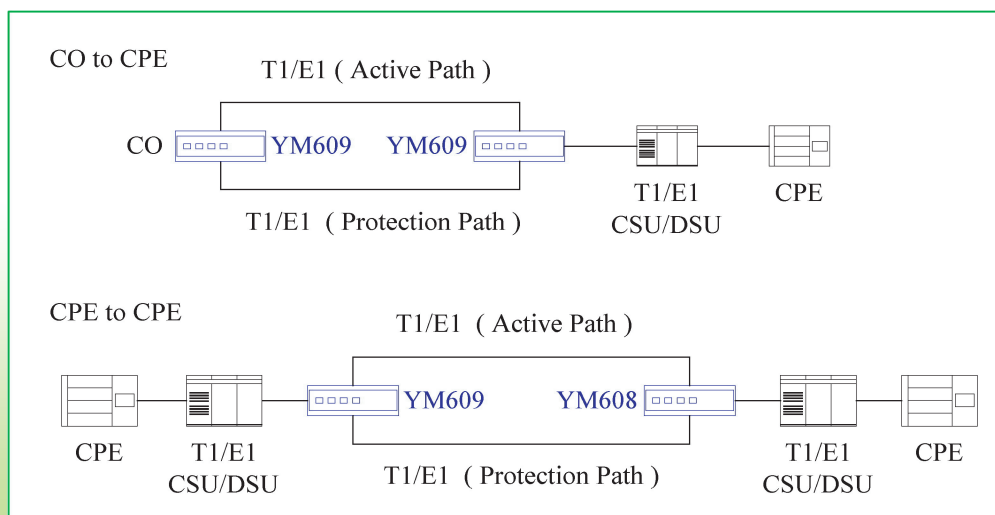 CO to CPE
T1/E1 ( Active Path )
CO
YM609
YM609
T1/E1
CSU/DSU
CPE
T1/E1 ( Protection Path )
CPE to CPE
T1/E1 ( Active Path )
YM609
YM608
CPE
T1/E1
CSU/DSU
T1/E1 ( Protection Path )
T1/E1
CSU/DSU
CPE